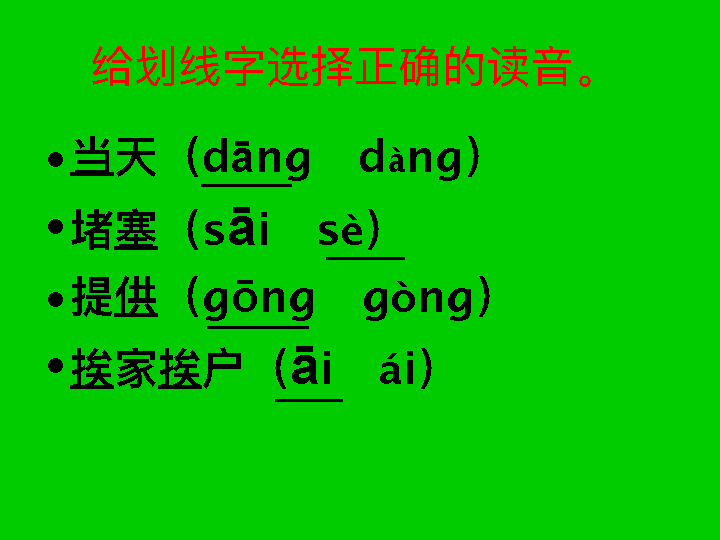 给划线字选择正确的读音。
•当天（dāng dàng）
•堵塞（sāi sè）
•提供（gōng gòng）
•挨家挨户（āi ái）